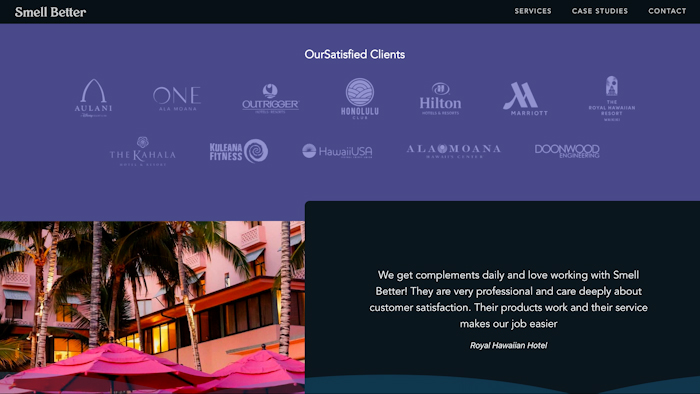 Smell Better
SERVICES CASE STUDIES CONTACT
OurSatisfied Clients
AULANI
ONE
ALA MOANA
OUTRIGGER
HOTELS · RESORTS
HONOLULU
CLUB
Hilton
HOTELS & RESORTS
MARRIOTT
THE
ROYAL HAWAIIAN
RESORT
WAIKIKI
THE KAHALA
HOTEL & RESORT
KULEANA
FITNESS
HawaiiUSA
ALA MOANA
HAWAI'I'S CENTER
DOONWOOD
ENGINEERING
We get complements daily and love working with Smell
Better! They are very professional and care deeply about
customer satisfaction. Their products work and their service
makes our job easier
Royal Hawaiian Hotel